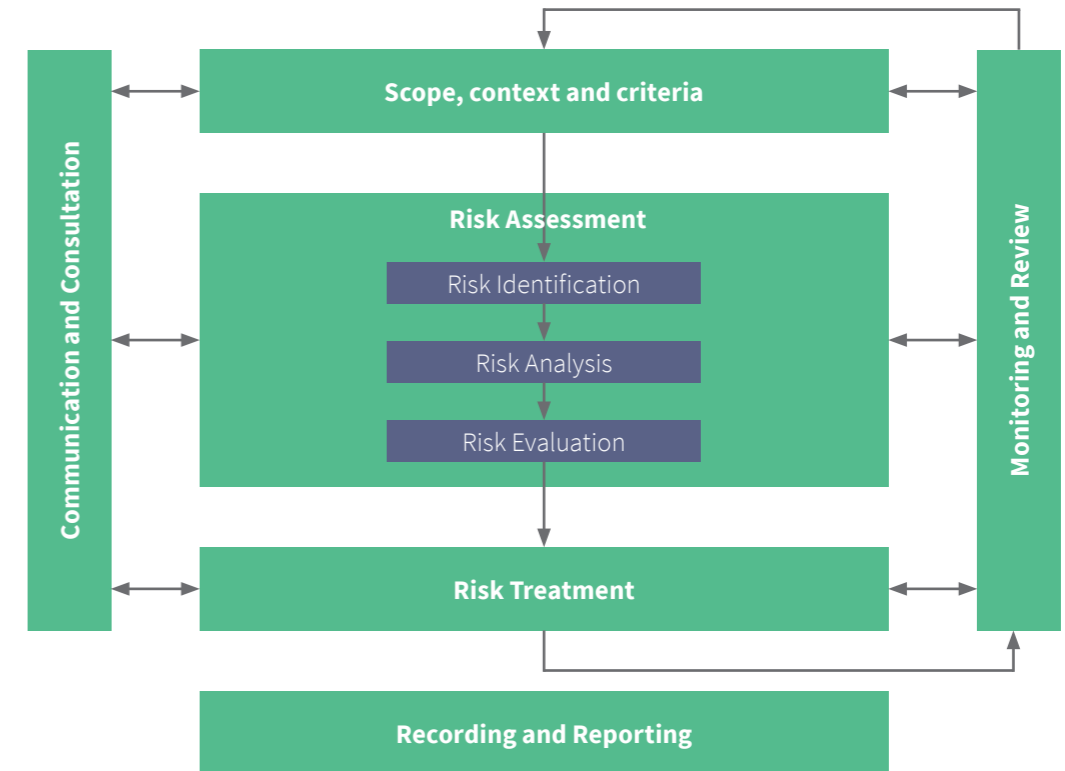 Scope, context and criteria
Communication and Consultation
Risk Assessment
Risk Identification
Risk Analysis
Risk Evaluation
Monitoring and Review
Risk Treatment
Recording and Reporting